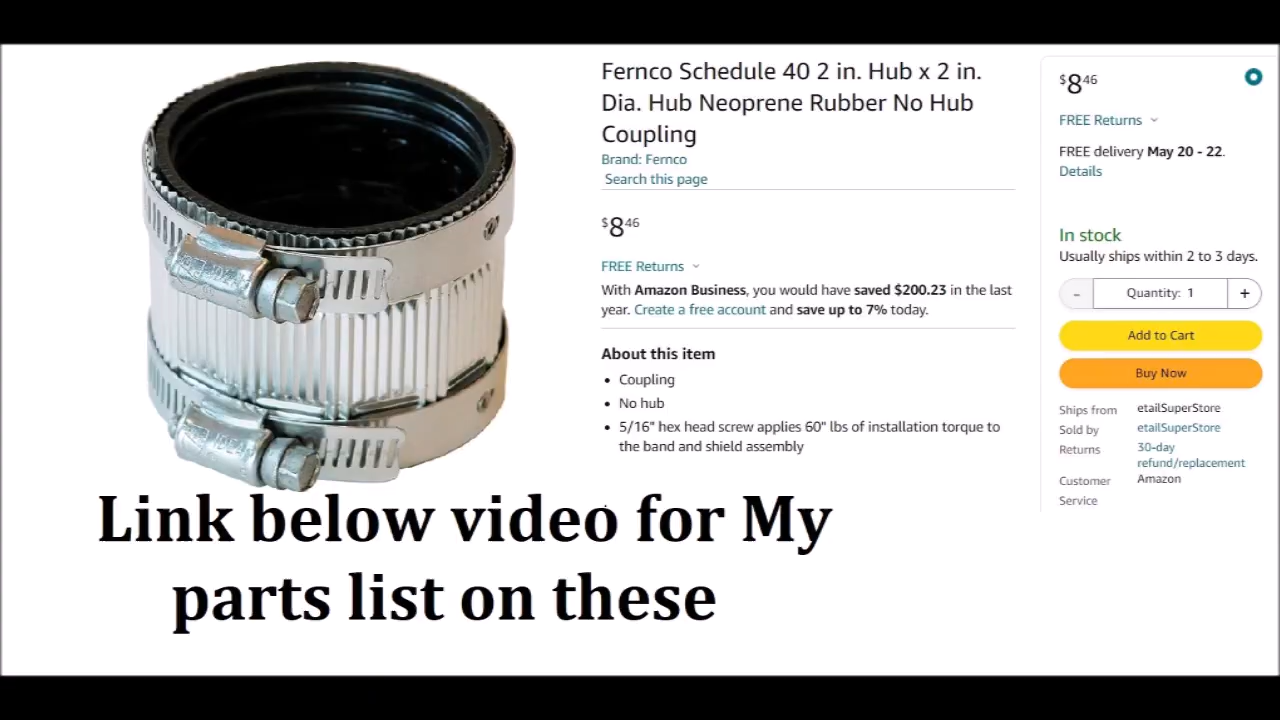 Fernco Schedule 40 2 in. Hub x 2 in.
Dia. Hub Neoprene Rubber No Hub
Coupling
Brand: Fernco
Search this page
$8 46
FREE Returns
With Amazon Business, you would have saved $200.23 in the last
year. Create a free account and save up to 7% today.
About this item
• Coupling
• No hub
• 5/16" hex head screw applies 60" lbs of installation torque to
the band and shield assembly
$8 46
FREE Returns
FREE delivery May 20 - 22.
Details
In stock
Usually ships within 2 to 3 days.
- Quantity: 1 +
Add to Cart
Buy Now
Ships from etailSuperStore
Sold by etailSuperStore
Returns 30-day
refund/replacement
Customer Amazon
Service
Link below video for My
parts list on these